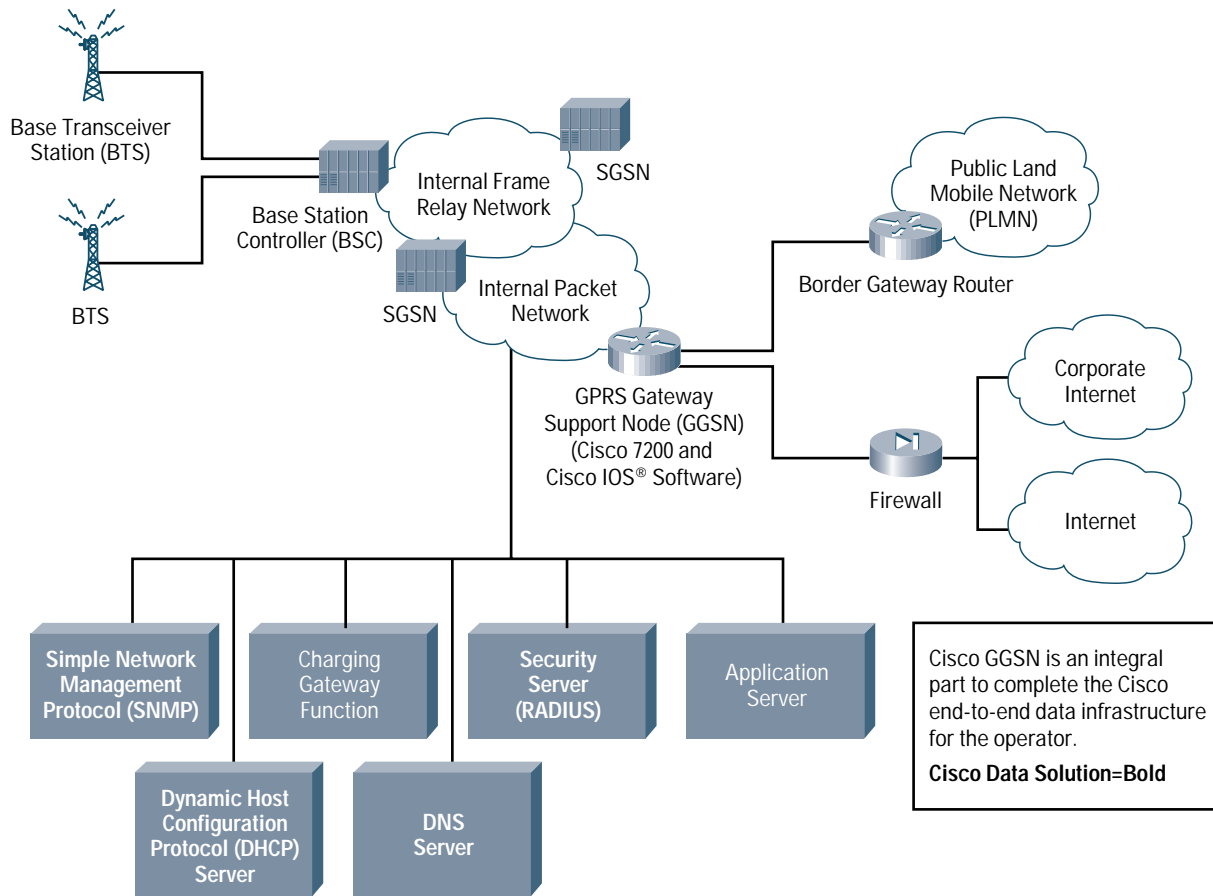 Base Transceiver
Station (BTS)
BTS
Base Station
Controller (BSC)
Internal Frame
Relay Network
SGSN
SGSN
Internal Packet
Network
Public Land
Mobile Network
(PLMN)
Border Gateway Router
GPRS Gateway
Support Node (GGSN)
(Cisco 7200 and
Cisco IOS® Software)
Corporate
Internet
Firewall
Internet
Simple Network
Management
Protocol (SNMP)
Charging
Gateway
Function
Security
Server
(RADIUS)
Application
Server
Dynamic Host
Configuration
Protocol (DHCP)
Server
DNS
Server
Cisco GGSN is an integral
part to complete the Cisco
end-to-end data infrastructure
for the operator.
Cisco Data Solution=Bold